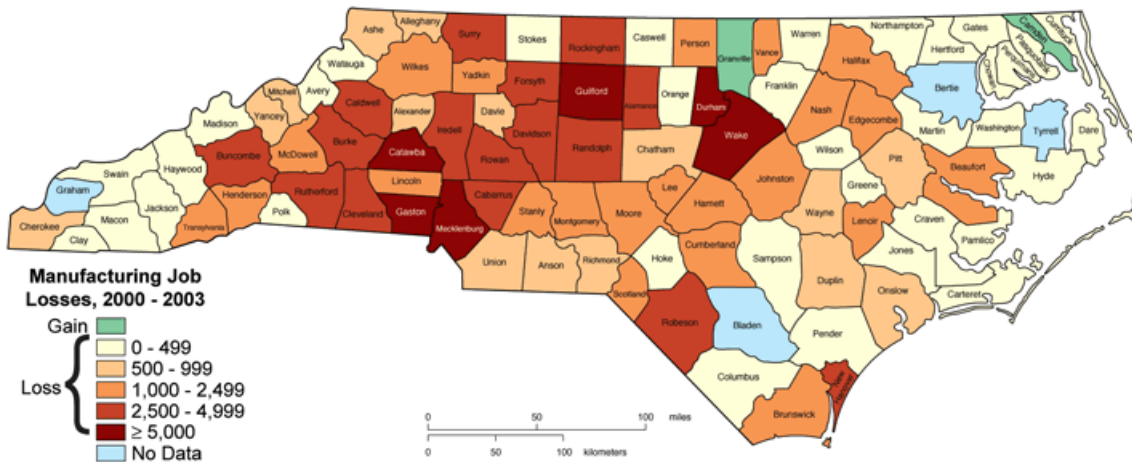 Ashe
Alleghany
Surry
Stokes
Rockingham
Caswell
Person
Granville
Vance
Warren
Northampton
Gates
Camden
Currituck
Pasquotank
Perquimans
Chowan
Hertford
Halifax
Bertie
Watauga
Wilkes
Yadkin
Forsyth
Guilford
Alamance
Orange
Durham
Franklin
Nash
Edgecombe
Martin
Washington
Tyrrell
Dare
Mitchell
Avery
Caldwell
Alexander
Davie
Iredell
Davidson
Randolph
Chatham
Wake
Wilson
Pitt
Beaufort
Hyde
Madison
Yancey
Burke
McDowell
Catawba
Rowan
Lee
Johnston
Greene
Swain
Haywood
Buncombe
Lincoln
Cabarrus
Stanly
Montgomery
Moore
Harnett
Wayne
Lenoir
Craven
Pamlico
Graham
Jackson
Henderson
Rutherford
Cleveland
Gaston
Mecklenburg
Polk
Transylvania
Macon
Cherokee
Clay
Union
Anson
Richmond
Hoke
Cumberland
Sampson
Duplin
Jones
Onslow
Carteret
Scotland
Robeson
Bladen
Pender
Columbus
Brunswick
New Hanover
Manufacturing Job
Losses, 2000 - 2003
Gain
Loss
0 - 499
500 - 999
1,000 - 2,499
2,500 - 4,999
≥ 5,000
No Data
0 50 100 miles
0 50 100 kilometers